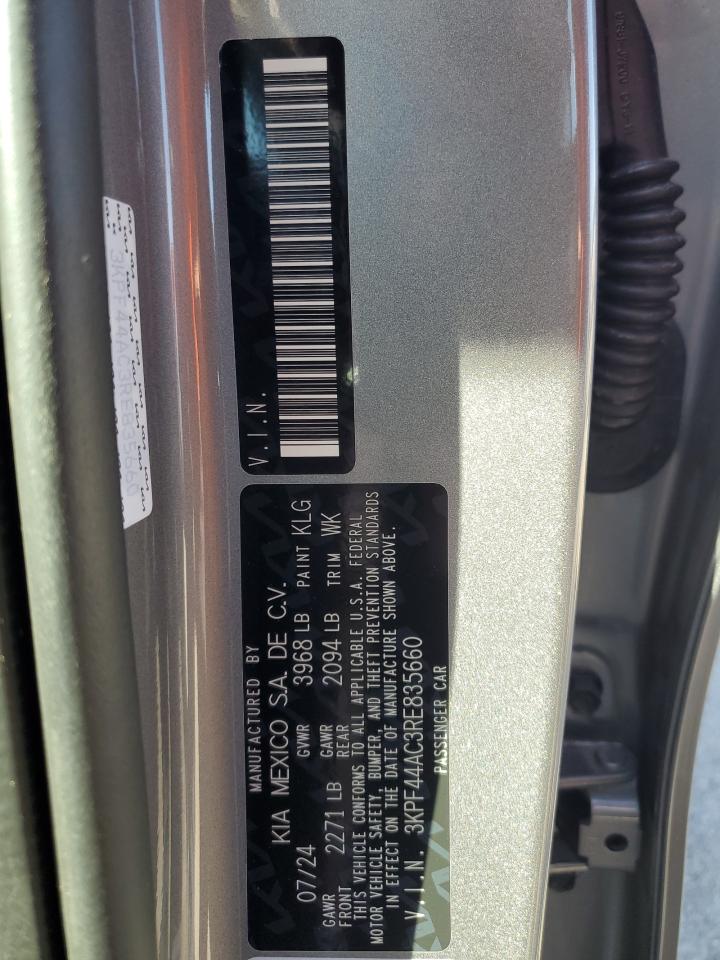 V.I.N.
MANUFACTURED BY
KIA MEXICO S.A. DE C.V.
07/24 GVWR 3968 LB PAINT KLG
GAWR FRONT 2271 LB GAWR REAR 2094 LB TRIM WK
THIS VEHICLE CONFORMS TO ALL APPLICABLE U.S.A. FEDERAL
MOTOR VEHICLE SAFETY, BUMPER, AND THEFT PREVENTION STANDARDS
IN EFFECT ON THE DATE OF MANUFACTURE SHOWN ABOVE.
V.I.N. 3KPF44AC3RE835660
PASSENGER CAR
3KPF44AC3RE835660